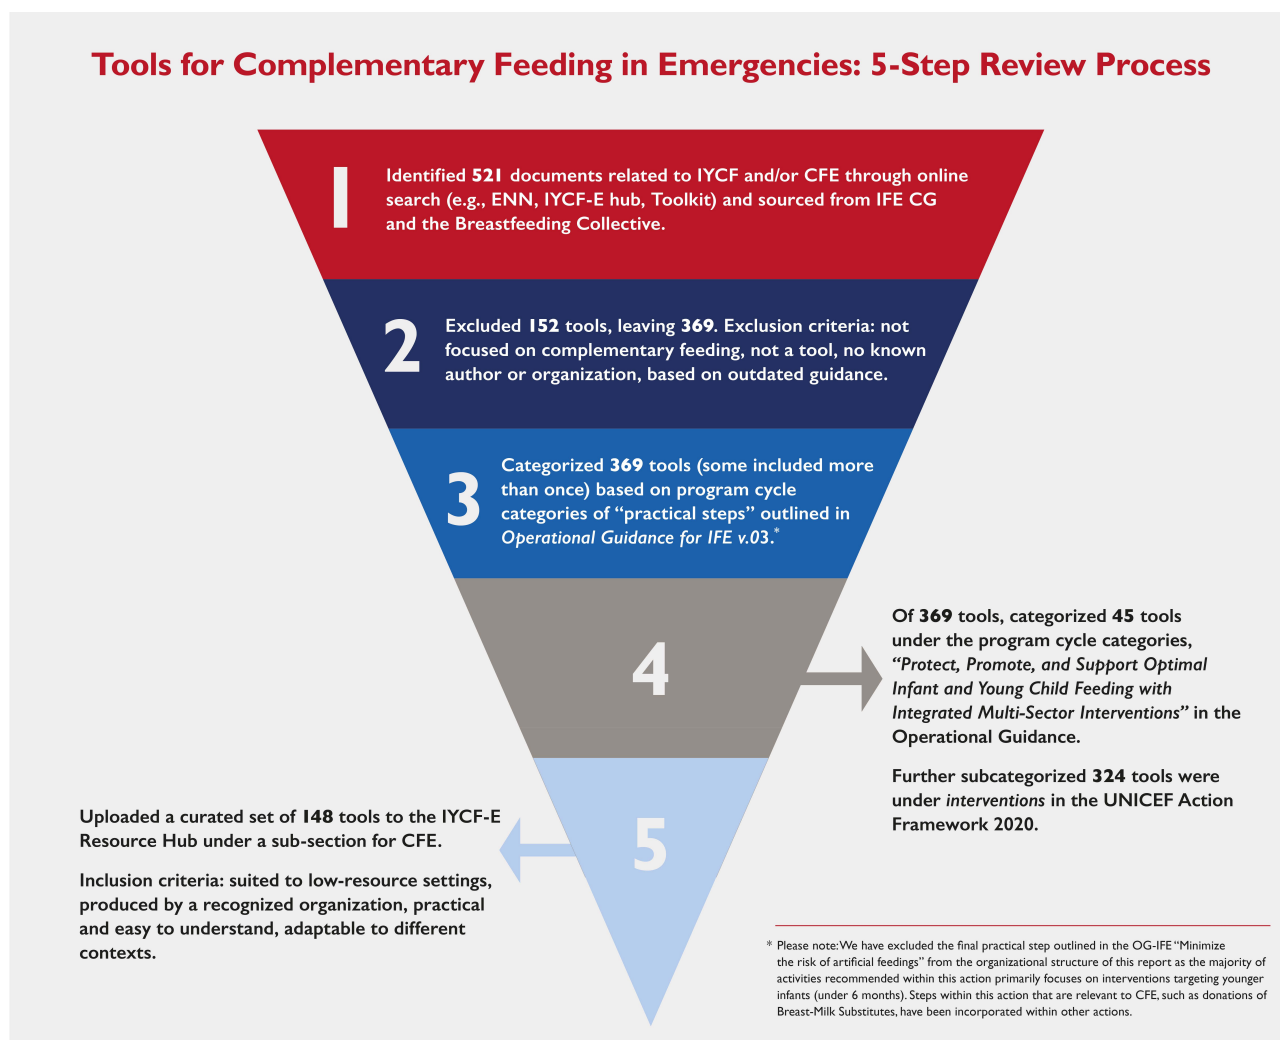 Tools for Complementary Feeding in Emergencies: 5-Step Review Process
1
Identified 521 documents related to IYCF and/or CFE through online
search (e.g., ENN, IYCF-E hub, Toolkit) and sourced from IFE CG
and the Breastfeeding Collective.
2
Excluded 152 tools, leaving 369. Exclusion criteria: not
focused on complementary feeding, not a tool, no known
author or organization, based on outdated guidance.
3
Categorized 369 tools (some included more
than once) based on program cycle
categories of “practical steps” outlined in
Operational Guidance for IFE v.03.*
4
Of 369 tools, categorized 45 tools
under the program cycle categories,
“Protect, Promote, and Support Optimal
Infant and Young Child Feeding with
Integrated Multi-Sector Interventions” in the
Operational Guidance.
Further subcategorized 324 tools were
under interventions in the UNICEF Action
Framework 2020.
5
Uploaded a curated set of 148 tools to the IYCF-E
Resource Hub under a sub-section for CFE.
Inclusion criteria: suited to low-resource settings,
produced by a recognized organization, practical
and easy to understand, adaptable to different
contexts.
* Please note: We have excluded the final practical step outlined in the OG-IFE “Minimize
the risk of artificial feedings” from the organizational structure of this report as the majority of
activities recommended within this action primarily focuses on interventions targeting younger
infants (under 6 months). Steps within this action that are relevant to CFE, such as donations of
Breast-Milk Substitutes, have been incorporated within other actions.